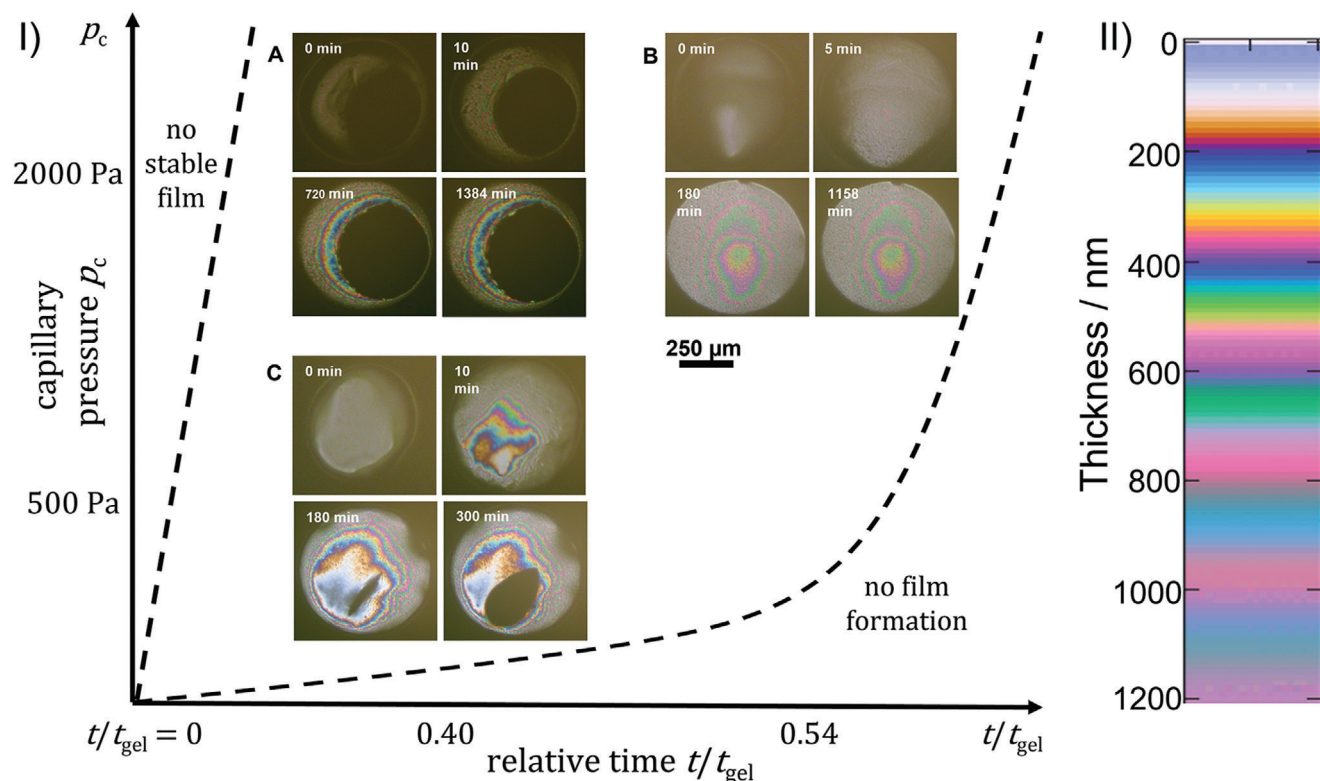 I)
p_c
no
stable
film
2000 Pa
capillary
pressure p_c
500 Pa
A
0 min
10
min
720 min
1384 min
B
0 min
5 min
180
min
1158
min
250 µm
C
0 min
10
min
180 min
300 min
no film
formation
t/t_gel = 0
0.40
0.54
t/t_gel
relative time t/t_gel
II)
Thickness / nm
0
200
400
600
800
1000
1200